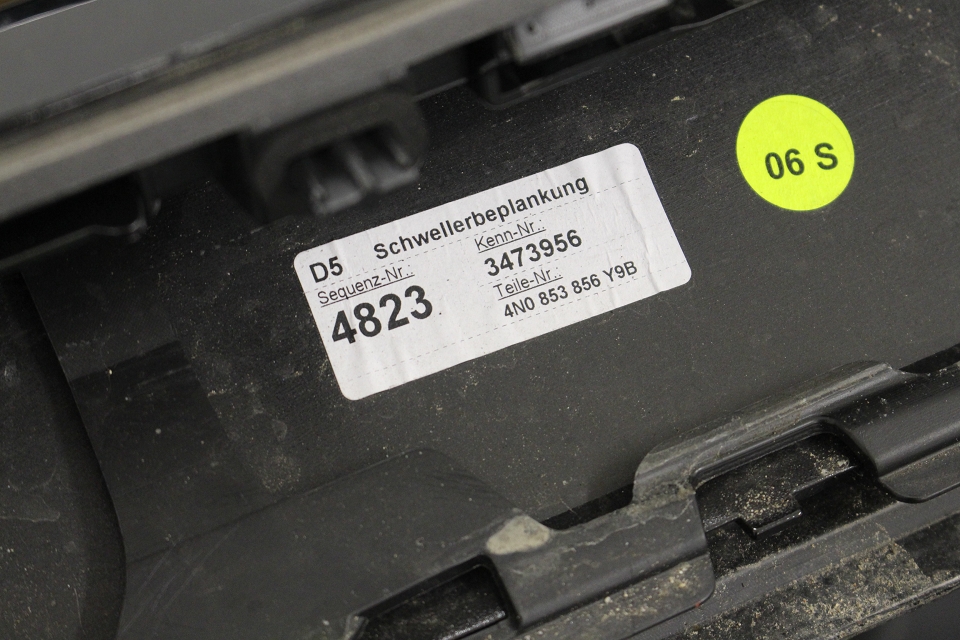 D5 Schwellerbeplankung
Sequenz-Nr.:
4823
Kenn-Nr.:
3473956
Teile-Nr.:
4N0 853 856 Y9B
06 S